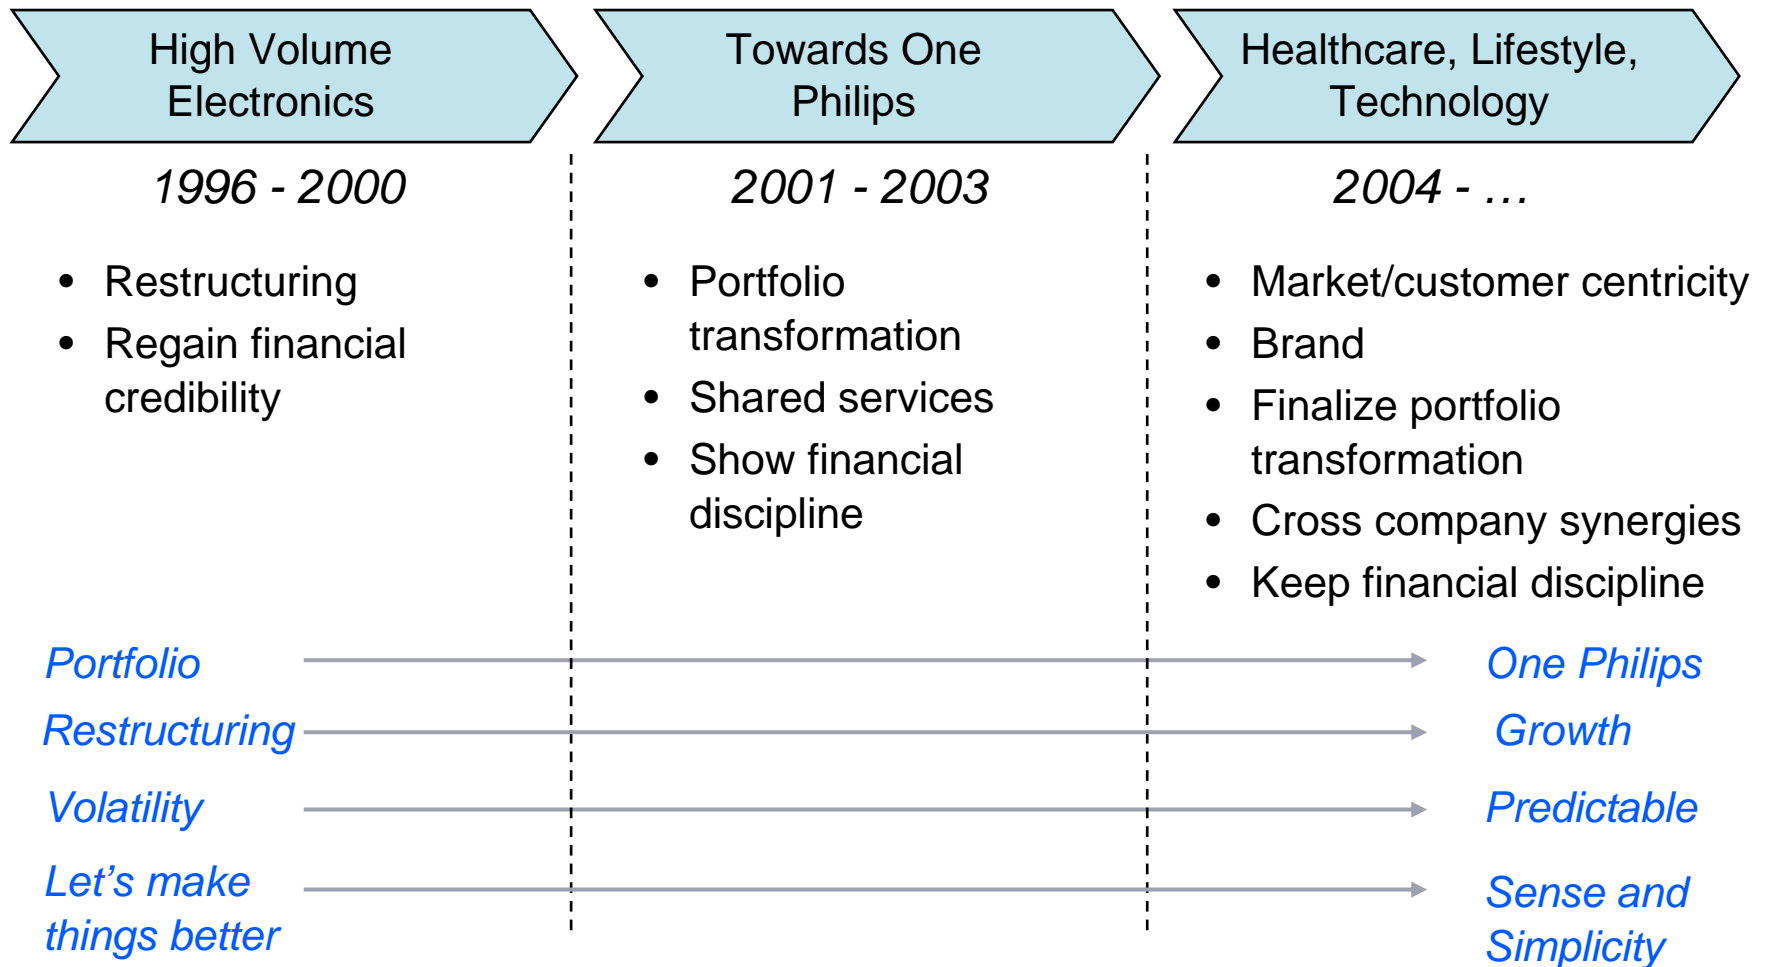 High Volume
Electronics
Towards One
Philips
Healthcare, Lifestyle,
Technology
1996 - 2000
2001 - 2003
2004 - …
• Restructuring
• Regain financial
credibility
• Portfolio
transformation
• Shared services
• Show financial
discipline
• Market/customer centricity
• Brand
• Finalize portfolio
transformation
• Cross company synergies
• Keep financial discipline
Portfolio
One Philips
Restructuring
Growth
Volatility
Predictable
Let’s make
things better
Sense and
Simplicity